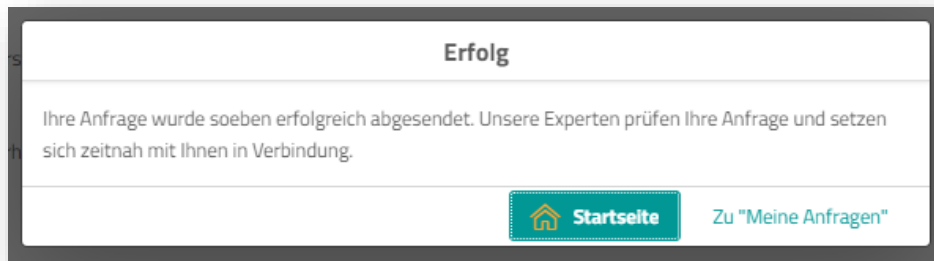 Erfolg
Ihre Anfrage wurde soeben erfolgreich abgesendet. Unsere Experten prüfen Ihre Anfrage und setzen
sich zeitnah mit Ihnen in Verbindung.
Startseite Zu "Meine Anfragen"